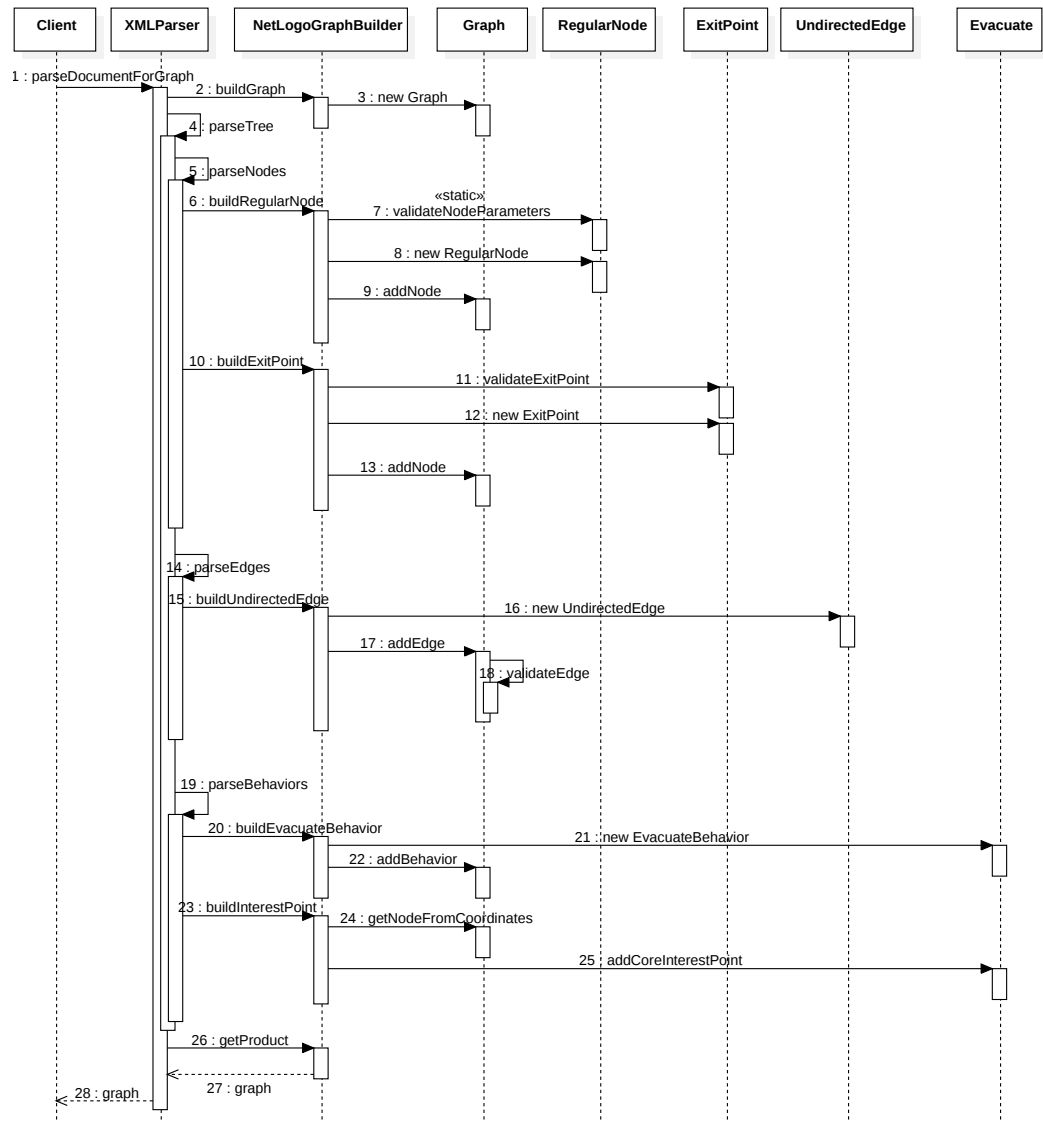 Client
XMLParser
NetLogoGraphBuilder
Graph
RegularNode
ExitPoint
UndirectedEdge
Evacuate
1 : parseDocumentForGraph
2 : buildGraph
3 : new Graph
4 : parseTree
5 : parseNodes
6 : buildRegularNode
«static»
7 : validateNodeParameters
8 : new RegularNode
9 : addNode
10 : buildExitPoint
11 : validateExitPoint
12 : new ExitPoint
13 : addNode
14 : parseEdges
15 : buildUndirectedEdge
16 : new UndirectedEdge
17 : addEdge
18 : validateEdge
19 : parseBehaviors
20 : buildEvacuateBehavior
21 : new EvacuateBehavior
22 : addBehavior
23 : buildInterestPoint
24 : getNodeFromCoordinates
25 : addCoreInterestPoint
26 : getProduct
27 : graph
28 : graph